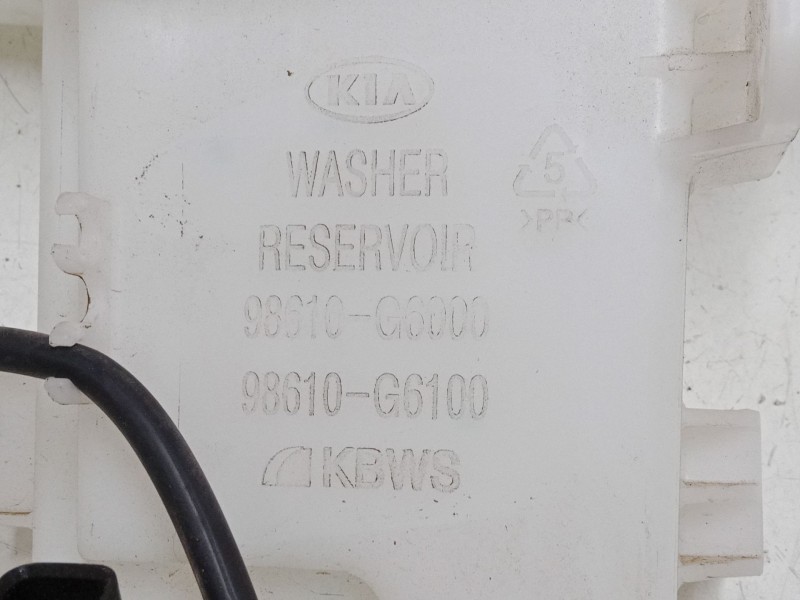 KIA
WASHER
RESERVOIR
5
>PP<
98610-G6000
98610-G6100
KBWS